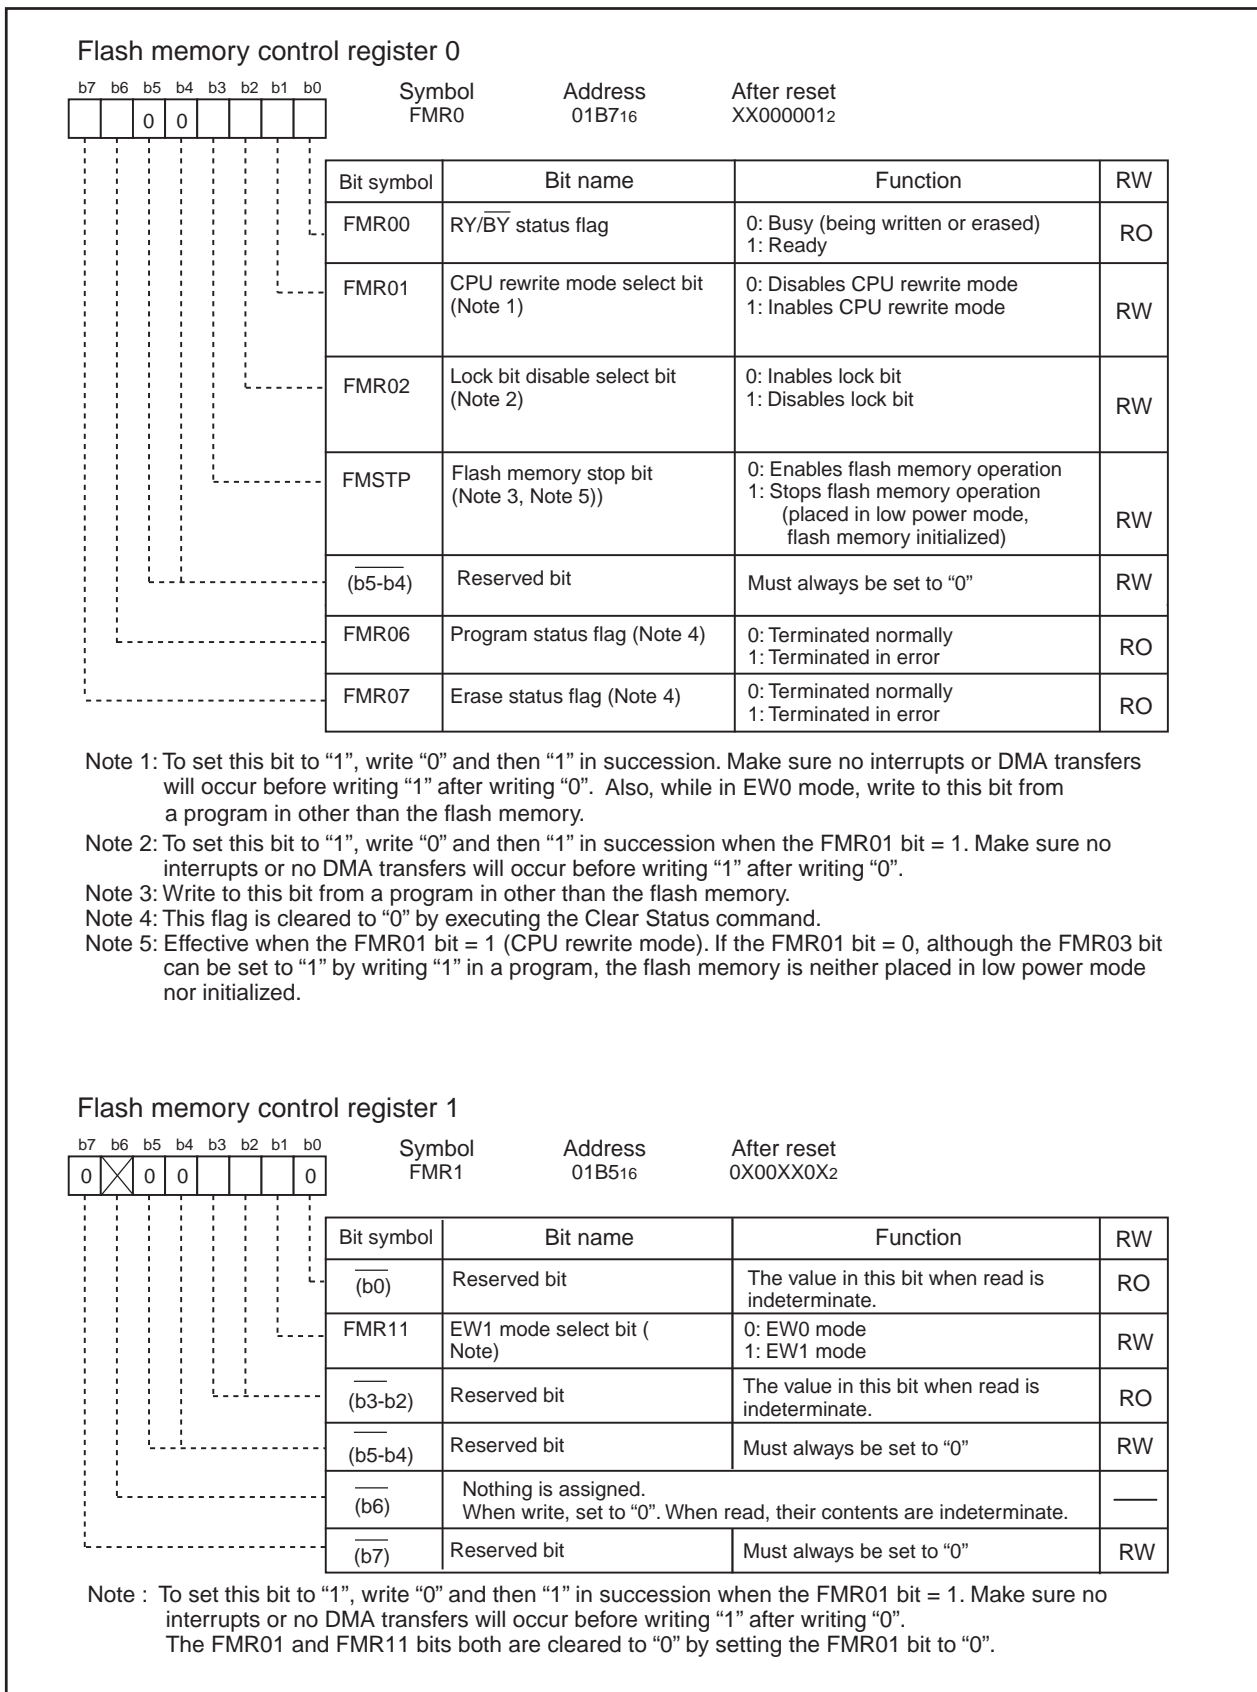 Flash memory control register 0
b7 b6 b5 b4 b3 b2 b1 b0
Symbol Address After reset
0 0
FMR0 01B716 XX0000012
Bit symbol Bit name Function RW
FMR00 RY/BY status flag 0: Busy (being written or erased) RO
1: Ready
FMR01 CPU rewrite mode select bit 0: Disables CPU rewrite mode
(Note 1) 1: Inables CPU rewrite mode RW
FMR02 Lock bit disable select bit 0: Inables lock bit
(Note 2) 1: Disables lock bit RW
FMSTP Flash memory stop bit 0: Enables flash memory operation
(Note 3, Note 5)) 1: Stops flash memory operation
(placed in low power mode, RW
flash memory initialized)
(b5-b4) Reserved bit Must always be set to “0” RW
FMR06 Program status flag (Note 4) 0: Terminated normally RO
1: Terminated in error
FMR07 Erase status flag (Note 4) 0: Terminated normally RO
1: Terminated in error
Note 1: To set this bit to “1”, write “0” and then “1” in succession. Make sure no interrupts or DMA transfers
will occur before writing “1” after writing “0”. Also, while in EW0 mode, write to this bit from
a program in other than the flash memory.
Note 2: To set this bit to “1”, write “0” and then “1” in succession when the FMR01 bit = 1. Make sure no
interrupts or no DMA transfers will occur before writing “1” after writing “0”.
Note 3: Write to this bit from a program in other than the flash memory.
Note 4: This flag is cleared to “0” by executing the Clear Status command.
Note 5: Effective when the FMR01 bit = 1 (CPU rewrite mode). If the FMR01 bit = 0, although the FMR03 bit
can be set to “1” by writing “1” in a program, the flash memory is neither placed in low power mode
nor initialized.
Flash memory control register 1
b7 b6 b5 b4 b3 b2 b1 b0
Symbol Address After reset
0 0 0 0
FMR1 01B516 0X00XX0X2
Bit symbol Bit name Function RW
(b0) Reserved bit The value in this bit when read is RO
indeterminate.
FMR11 EW1 mode select bit ( 0: EW0 mode RW
Note) 1: EW1 mode
(b3-b2) Reserved bit The value in this bit when read is RO
indeterminate.
(b5-b4) Reserved bit Must always be set to “0” RW
(b6) Nothing is assigned.
When write, set to “0”. When read, their contents are indeterminate.
(b7) Reserved bit Must always be set to “0” RW
Note : To set this bit to “1”, write “0” and then “1” in succession when the FMR01 bit = 1. Make sure no
interrupts or no DMA transfers will occur before writing “1” after writing “0”.
The FMR01 and FMR11 bits both are cleared to “0” by setting the FMR01 bit to “0”.